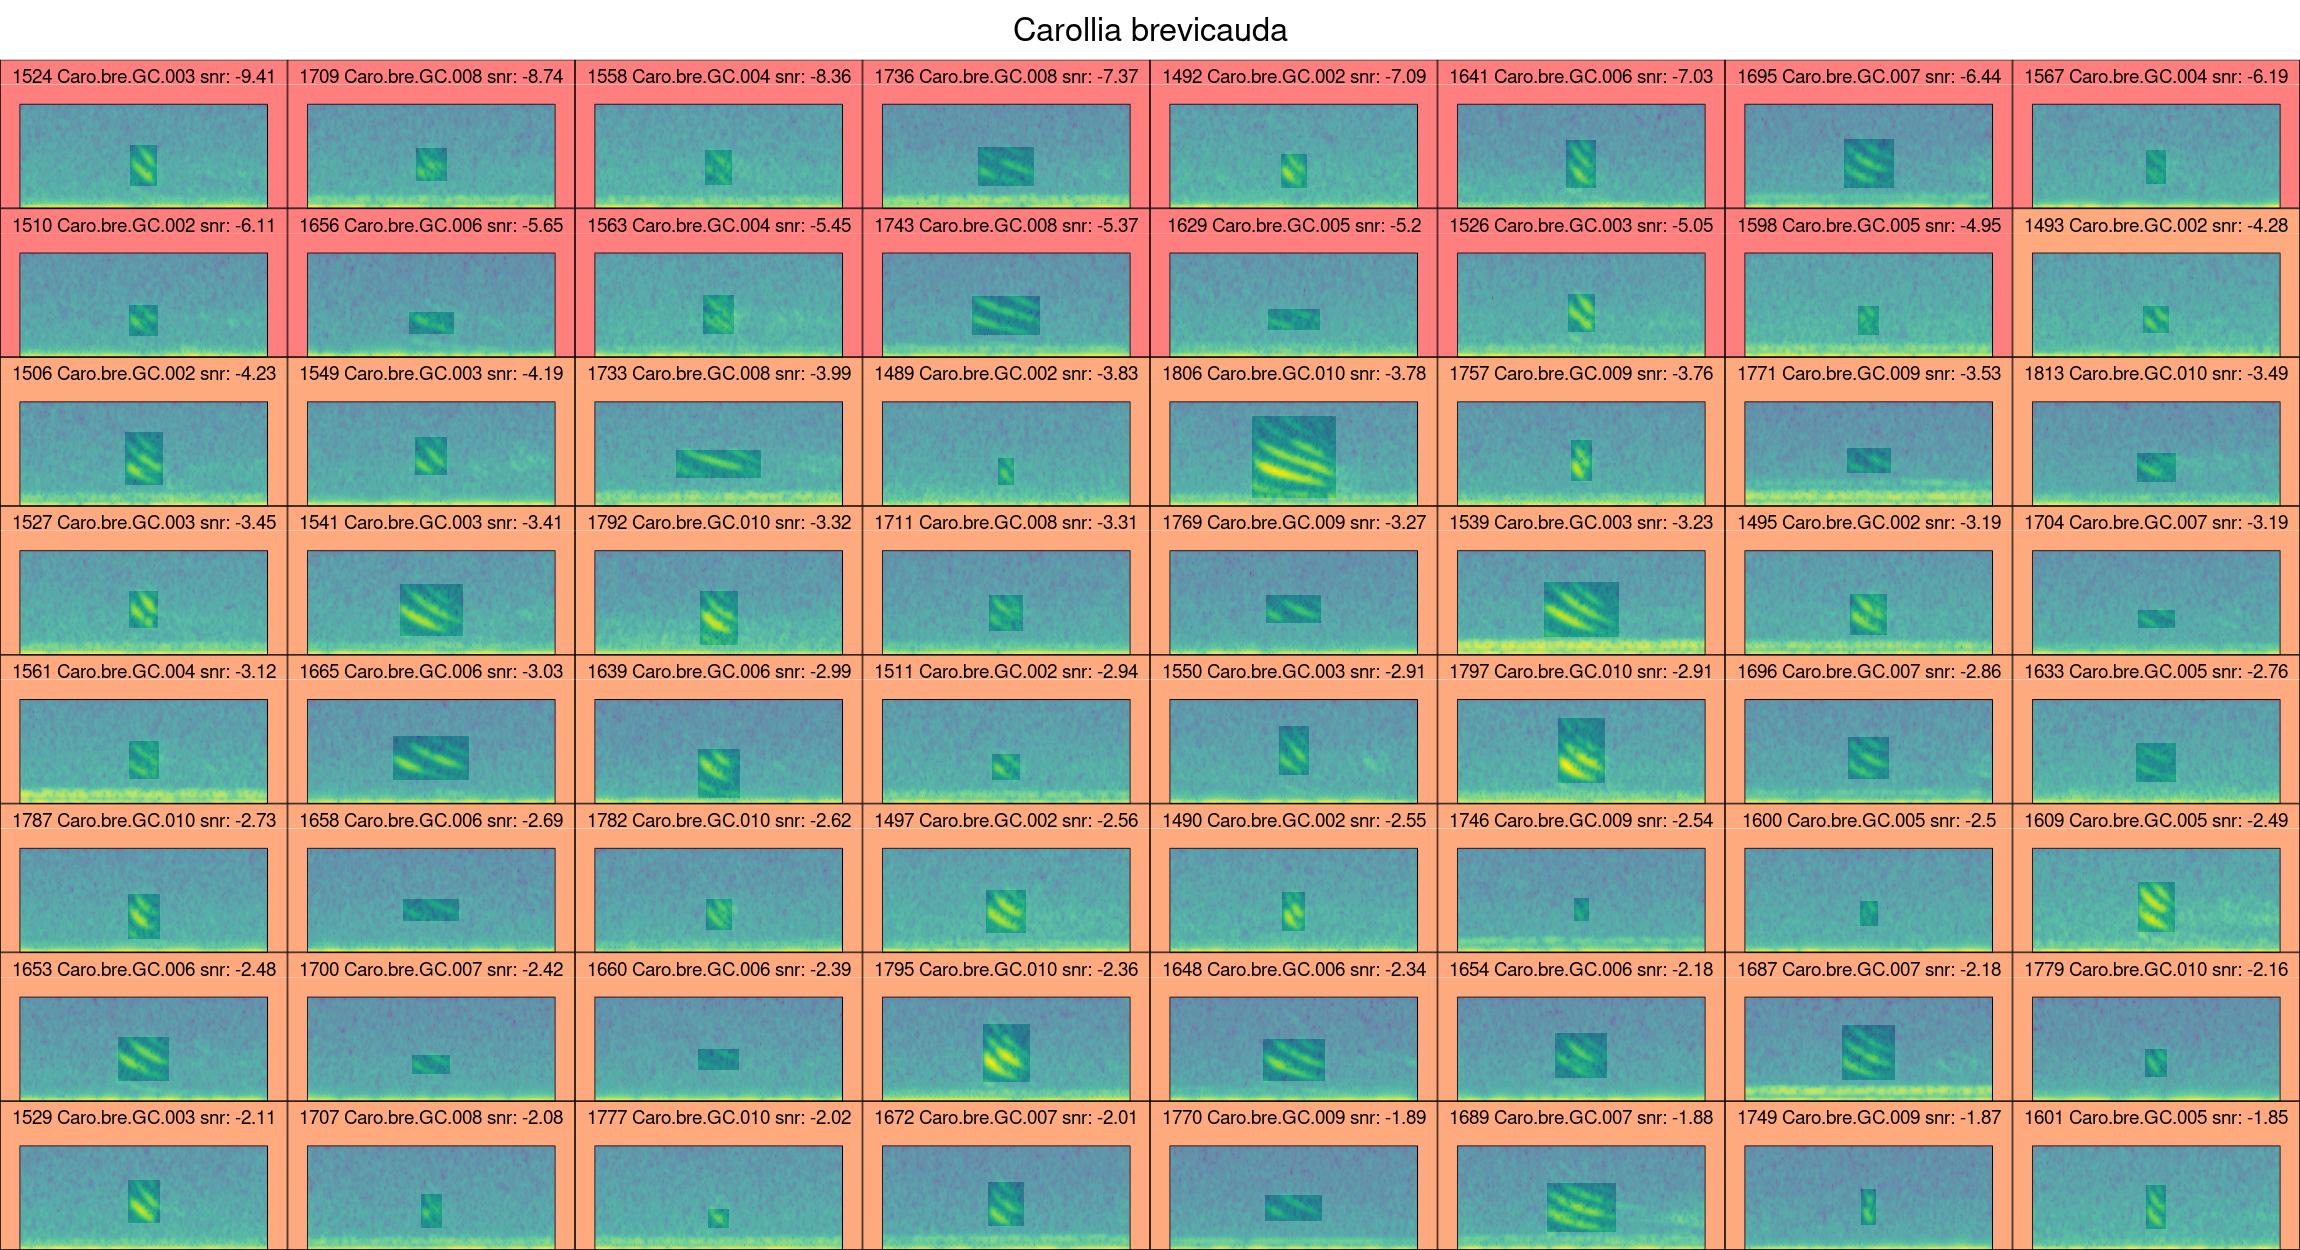 Carollia brevicauda
1524 Caro.bre.GC.003 snr: -9.41
1709 Caro.bre.GC.008 snr: -8.74
1558 Caro.bre.GC.004 snr: -8.36
1736 Caro.bre.GC.008 snr: -7.37
1492 Caro.bre.GC.002 snr: -7.09
1641 Caro.bre.GC.006 snr: -7.03
1695 Caro.bre.GC.007 snr: -6.44
1567 Caro.bre.GC.004 snr: -6.19
1510 Caro.bre.GC.002 snr: -6.11
1656 Caro.bre.GC.006 snr: -5.65
1563 Caro.bre.GC.004 snr: -5.45
1743 Caro.bre.GC.008 snr: -5.37
1629 Caro.bre.GC.005 snr: -5.2
1526 Caro.bre.GC.003 snr: -5.05
1598 Caro.bre.GC.005 snr: -4.95
1493 Caro.bre.GC.002 snr: -4.28
1506 Caro.bre.GC.002 snr: -4.23
1549 Caro.bre.GC.003 snr: -4.19
1733 Caro.bre.GC.008 snr: -3.99
1489 Caro.bre.GC.002 snr: -3.83
1806 Caro.bre.GC.010 snr: -3.78
1757 Caro.bre.GC.009 snr: -3.76
1771 Caro.bre.GC.009 snr: -3.53
1813 Caro.bre.GC.010 snr: -3.49
1527 Caro.bre.GC.003 snr: -3.45
1541 Caro.bre.GC.003 snr: -3.41
1792 Caro.bre.GC.010 snr: -3.32
1711 Caro.bre.GC.008 snr: -3.31
1769 Caro.bre.GC.009 snr: -3.27
1539 Caro.bre.GC.003 snr: -3.23
1495 Caro.bre.GC.002 snr: -3.19
1704 Caro.bre.GC.007 snr: -3.19
1561 Caro.bre.GC.004 snr: -3.12
1665 Caro.bre.GC.006 snr: -3.03
1639 Caro.bre.GC.006 snr: -2.99
1511 Caro.bre.GC.002 snr: -2.94
1550 Caro.bre.GC.003 snr: -2.91
1797 Caro.bre.GC.010 snr: -2.91
1696 Caro.bre.GC.007 snr: -2.86
1633 Caro.bre.GC.005 snr: -2.76
1787 Caro.bre.GC.010 snr: -2.73
1658 Caro.bre.GC.006 snr: -2.69
1782 Caro.bre.GC.010 snr: -2.62
1497 Caro.bre.GC.002 snr: -2.56
1490 Caro.bre.GC.002 snr: -2.55
1746 Caro.bre.GC.009 snr: -2.54
1600 Caro.bre.GC.005 snr: -2.5
1609 Caro.bre.GC.005 snr: -2.49
1653 Caro.bre.GC.006 snr: -2.48
1700 Caro.bre.GC.007 snr: -2.42
1660 Caro.bre.GC.006 snr: -2.39
1795 Caro.bre.GC.010 snr: -2.36
1648 Caro.bre.GC.006 snr: -2.34
1654 Caro.bre.GC.006 snr: -2.18
1687 Caro.bre.GC.007 snr: -2.18
1779 Caro.bre.GC.010 snr: -2.16
1529 Caro.bre.GC.003 snr: -2.11
1707 Caro.bre.GC.008 snr: -2.08
1777 Caro.bre.GC.010 snr: -2.02
1672 Caro.bre.GC.007 snr: -2.01
1770 Caro.bre.GC.009 snr: -1.89
1689 Caro.bre.GC.007 snr: -1.88
1749 Caro.bre.GC.009 snr: -1.87
1601 Caro.bre.GC.005 snr: -1.85